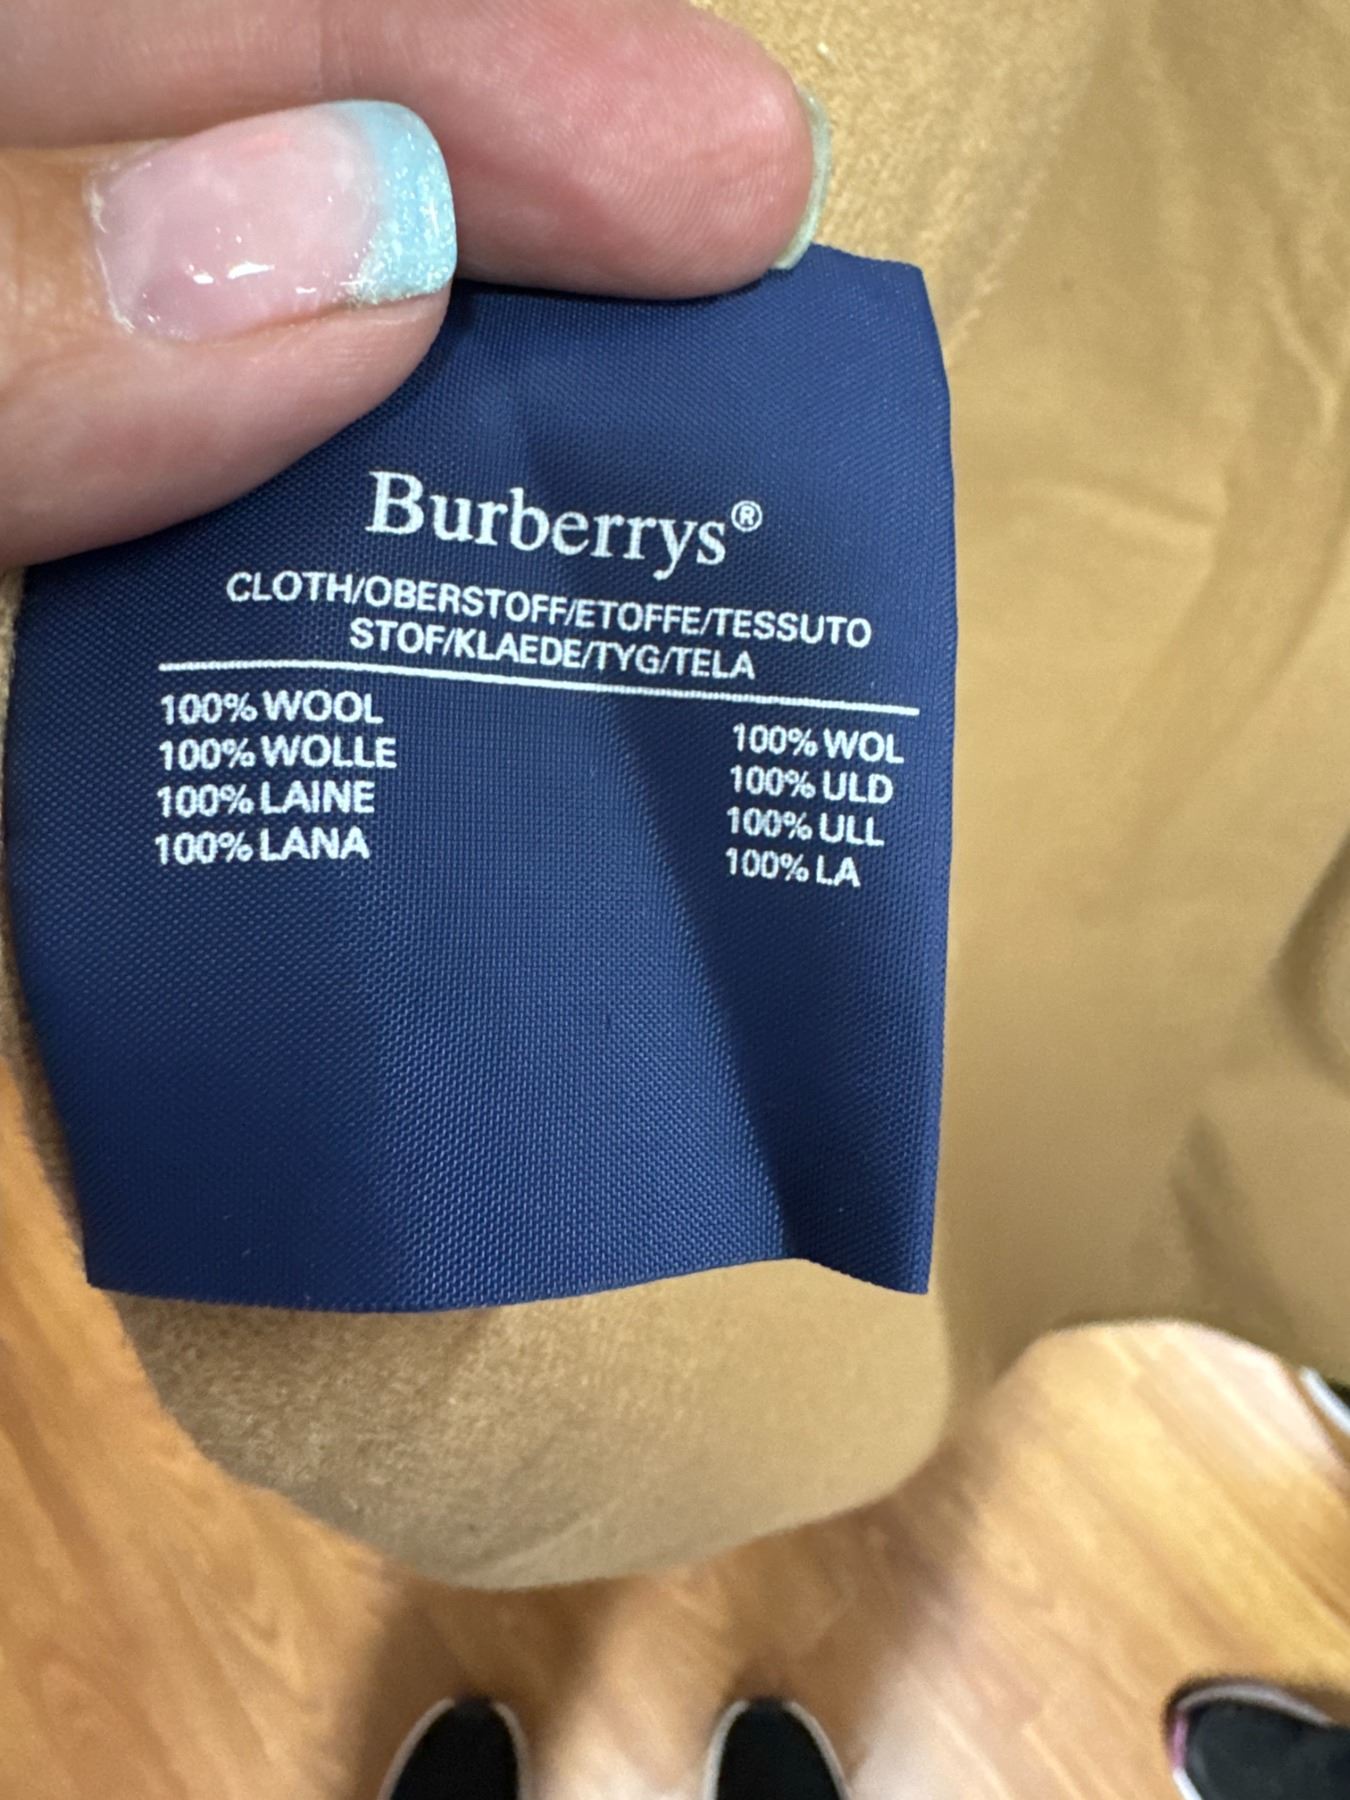 Burberrys®
CLOTH/OBERSTOFF/ETOFFE/TESSUTO
STOF/KLAEDE/TYG/TELA
100% WOOL
100% WOLLE
100% LAINE
100% LANA
100% WOL
100% ULD
100% ULL
100% LA